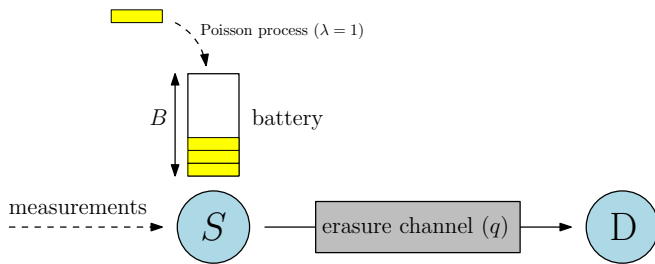 Poisson process (λ = 1)
B
battery
measurements
S
erasure channel (q)
D